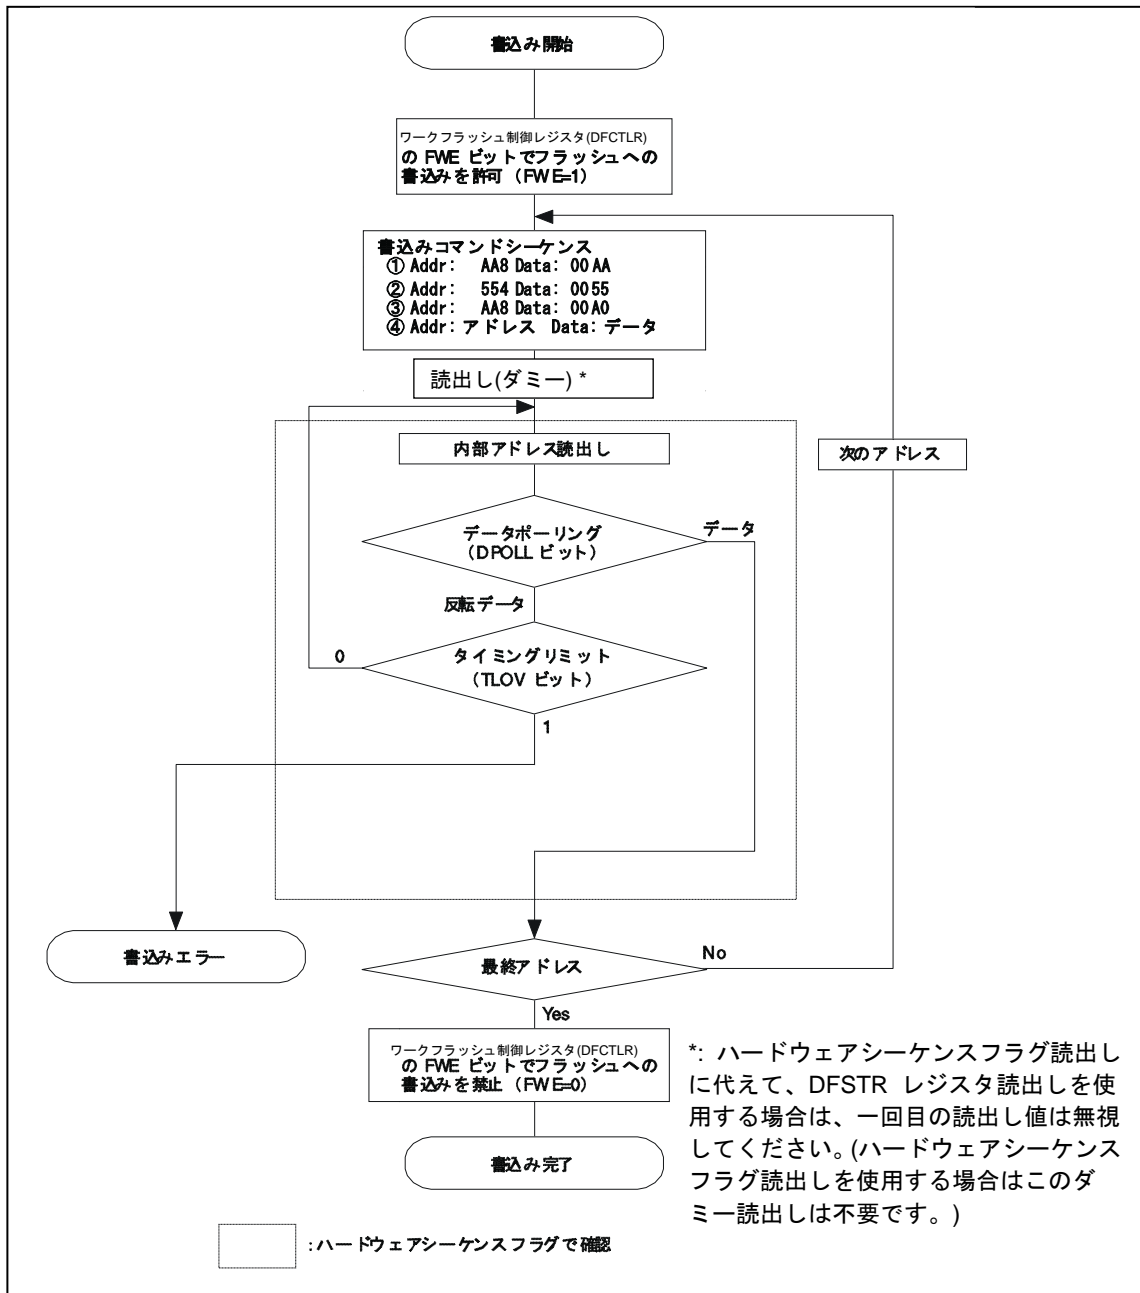 書込み開始
ワークフラッシュ制御レジスタ(DFCTLR)
の FWE ビットでフラッシュへの
書込みを許可 (FWE=1)
書込みコマンドシーケンス
① Addr: AA8 Data: 00AA
② Addr: 554 Data: 0055
③ Addr: AA8 Data: 00A0
④ Addr: アドレス Data: データ
読出し(ダミー) *
内部アドレス読出し
次のアドレス
データポーリング
(DPOLL ビット)
データ
反転データ
タイミングリミット
(TLOV ビット)
0
1
書込みエラー
最終アドレス
No
Yes
ワークフラッシュ制御レジスタ(DFCTLR)
の FWE ビットでフラッシュへの
書込みを禁止 (FWE=0)
書込み完了
*: ハードウェアシーケンスフラグ読出し
に代えて、DFSTR レジスタ読出しを使
用する場合は、一回目の読出し値は無視
してください。(ハードウェアシーケンス
フラグ読出しを使用する場合はこのダ
ミー読出しは不要です。)
: ハードウェアシーケンスフラグで確認